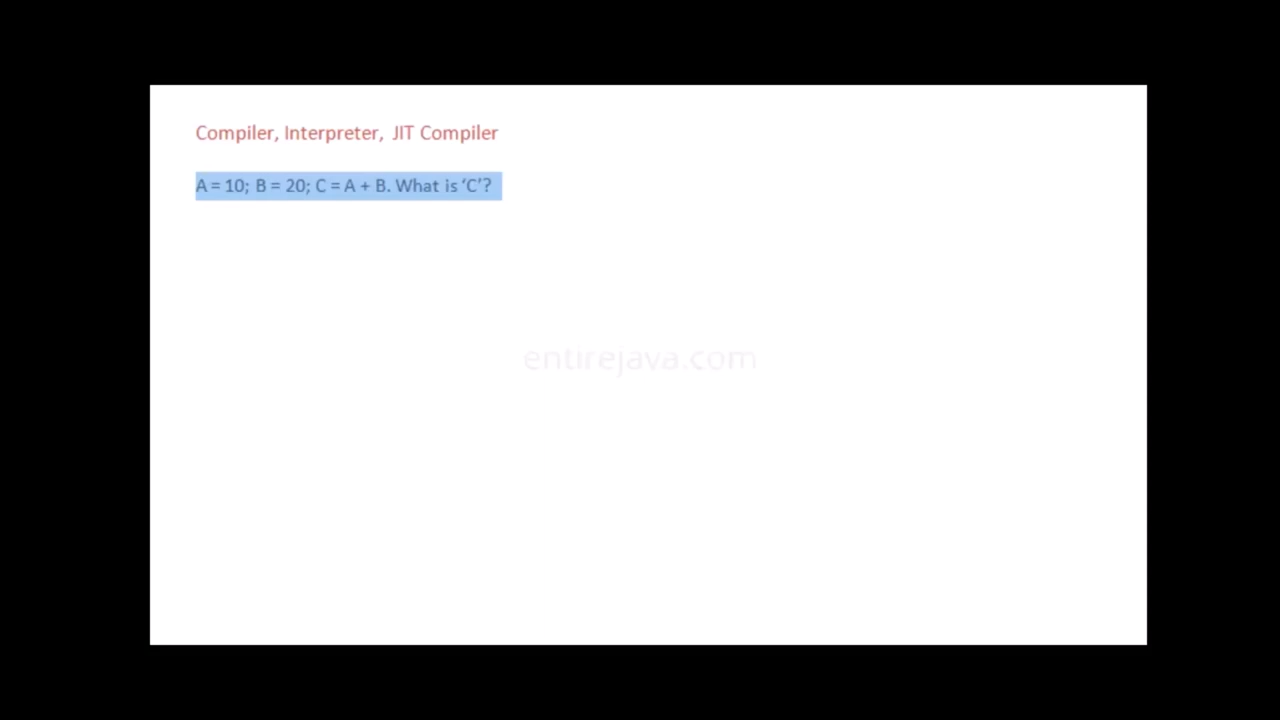 Compiler, Interpreter, JIT Compiler
A = 10; B = 20; C = A + B. What is ‘C’?
entirejava.com